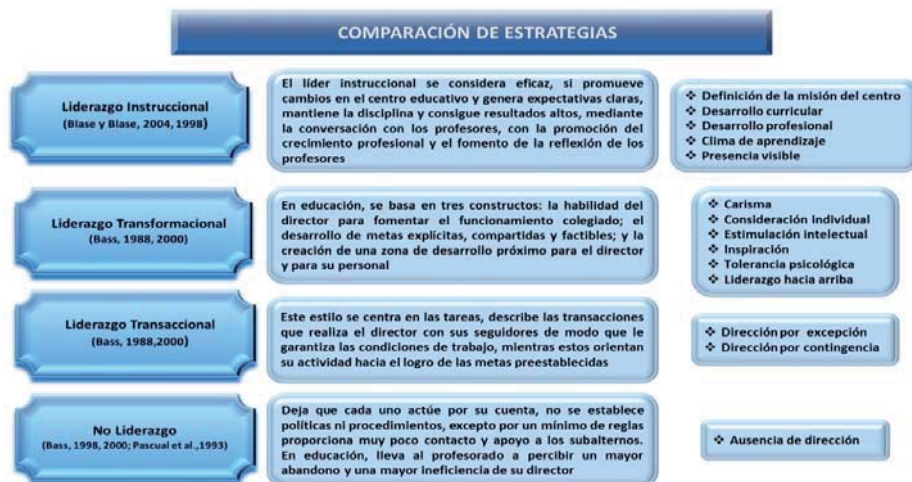 COMPARACIÓN DE ESTRATEGIAS
Liderazgo Instruccional
(Blase y Blase, 2004, 1998)
El líder instruccional se considera eficaz, si promueve
cambios en el centro educativo y genera expectativas claras,
mantiene la disciplina y consigue resultados altos, mediante
la conversación con los profesores, con la promoción del
crecimiento profesional y el fomento de la reflexión de los
profesores
❖ Definición de la misión del centro
❖ Desarrollo curricular
❖ Desarrollo profesional
❖ Clima de aprendizaje
❖ Presencia visible
Liderazgo Transformacional
(Bass, 1988, 2000)
En educación, se basa en tres constructos: la habilidad del
director para fomentar el funcionamiento colegiado; el
desarrollo de metas explícitas, compartidas y factibles; y la
creación de una zona de desarrollo próximo para el director
y para su personal
❖ Carisma
❖ Consideración Individual
❖ Estimulación intelectual
❖ Inspiración
❖ Tolerancia psicológica
❖ Liderazgo hacia arriba
Liderazgo Transaccional
(Bass, 1988,2000)
Este estilo se centra en las tareas, describe las transacciones
que realiza el director con sus seguidores de modo que le
garantiza las condiciones de trabajo, mientras estos orientan
su actividad hacia el logro de las metas preestablecidas
❖ Dirección por excepción
❖ Dirección por contingencia
No Liderazgo
(Bass, 1998, 2000; Pascual et al.,1993)
Deja que cada uno actúe por su cuenta, no se establece
políticas ni procedimientos, excepto por un mínimo de reglas
proporciona muy poco contacto y apoyo a los subalternos.
En educación, lleva al profesorado a percibir un mayor
abandono y una mayor ineficiencia de su director
❖ Ausencia de dirección